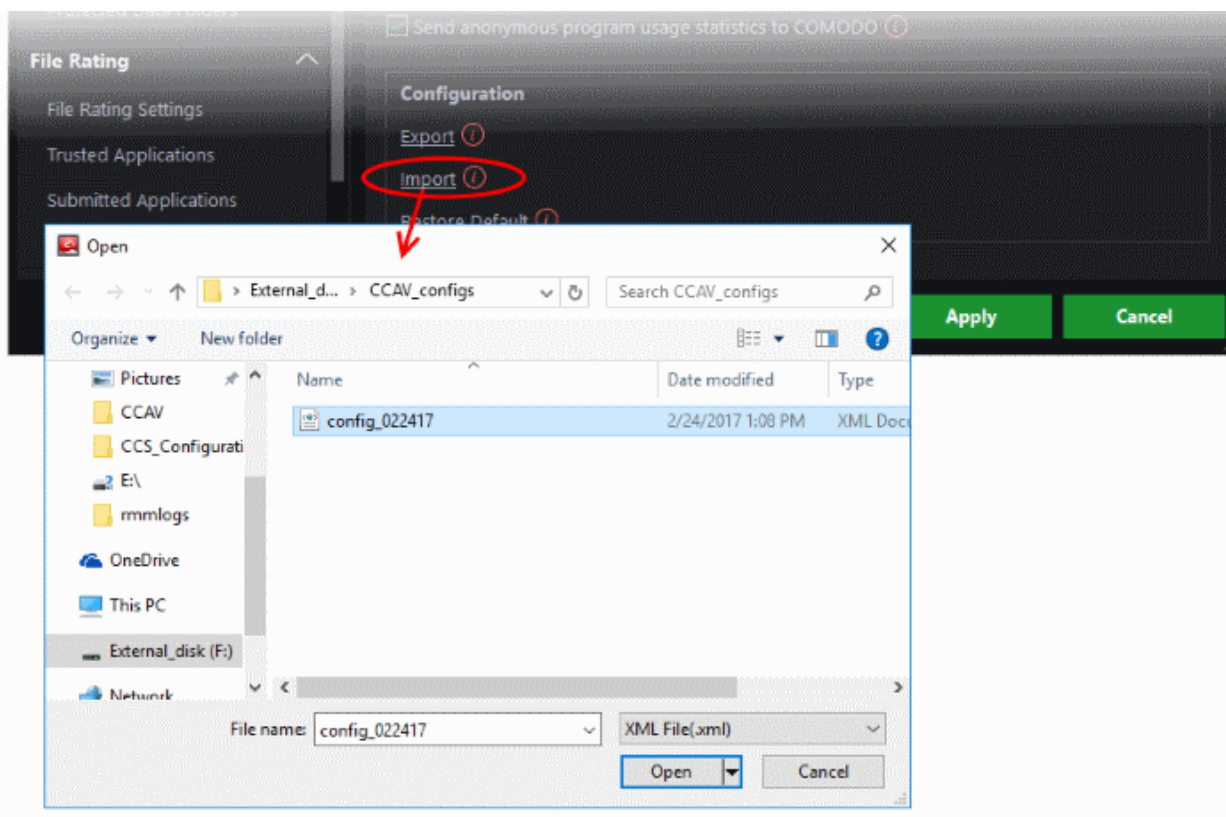 Protected Data Folders
Send anonymous program usage statistics to COMODO
File Rating
File Rating Settings
Trusted Applications
Submitted Applications
Configuration
Export
Import
Restore Default
Apply
Cancel
Open
External_d...
CCAV_configs
Search CCAV_configs
Organize
New folder
Name
Date modified
Type
Pictures
CCAV
CCS_Configurati
E:\
rmmlogs
OneDrive
This PC
External_disk (F:)
Network
config_022417
2/24/2017 1:08 PM
XML Docu
File name:
config_022417
XML File(.xml)
Open
Cancel